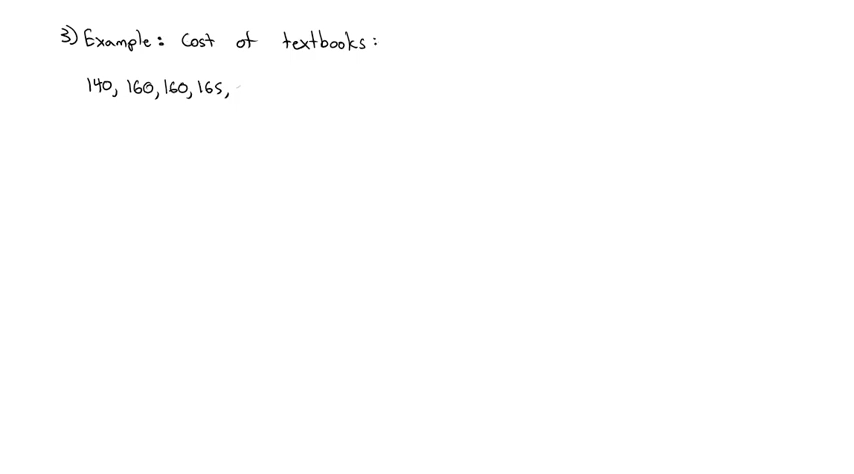 3) Example: Cost of textbooks:
140, 160, 160, 165,